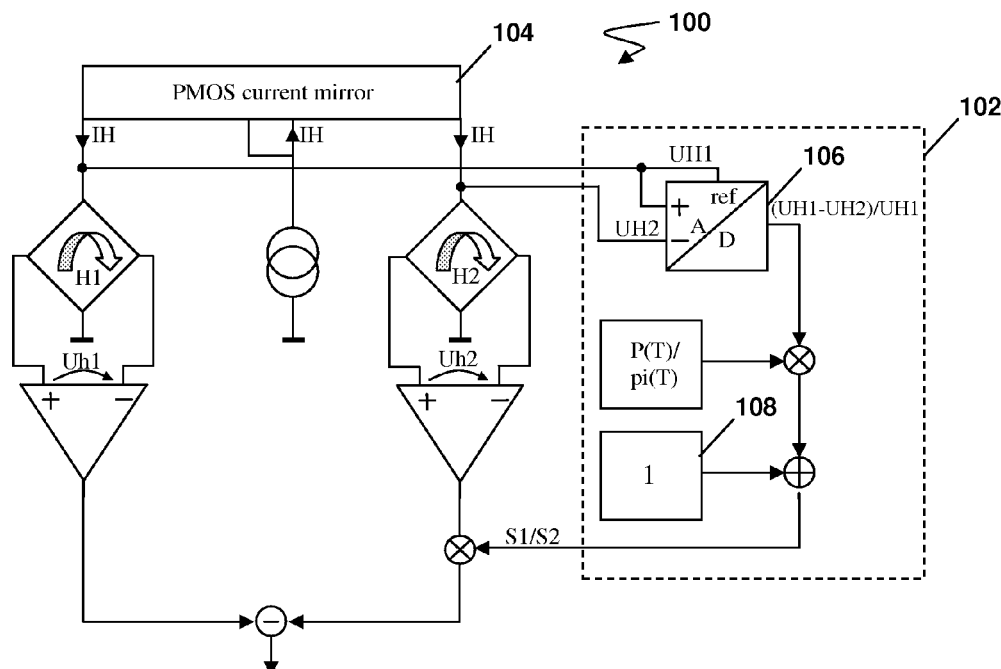 100
104
PMOS current mirror
IH
IH
IH
102
UH1
106
ref
+
(UH1-UH2)/UH1
UH2
A
−
D
H1
H2
P(T)/
pi(T)
Uh1
Uh2
+
−
+
−
108
1
S1/S2
−